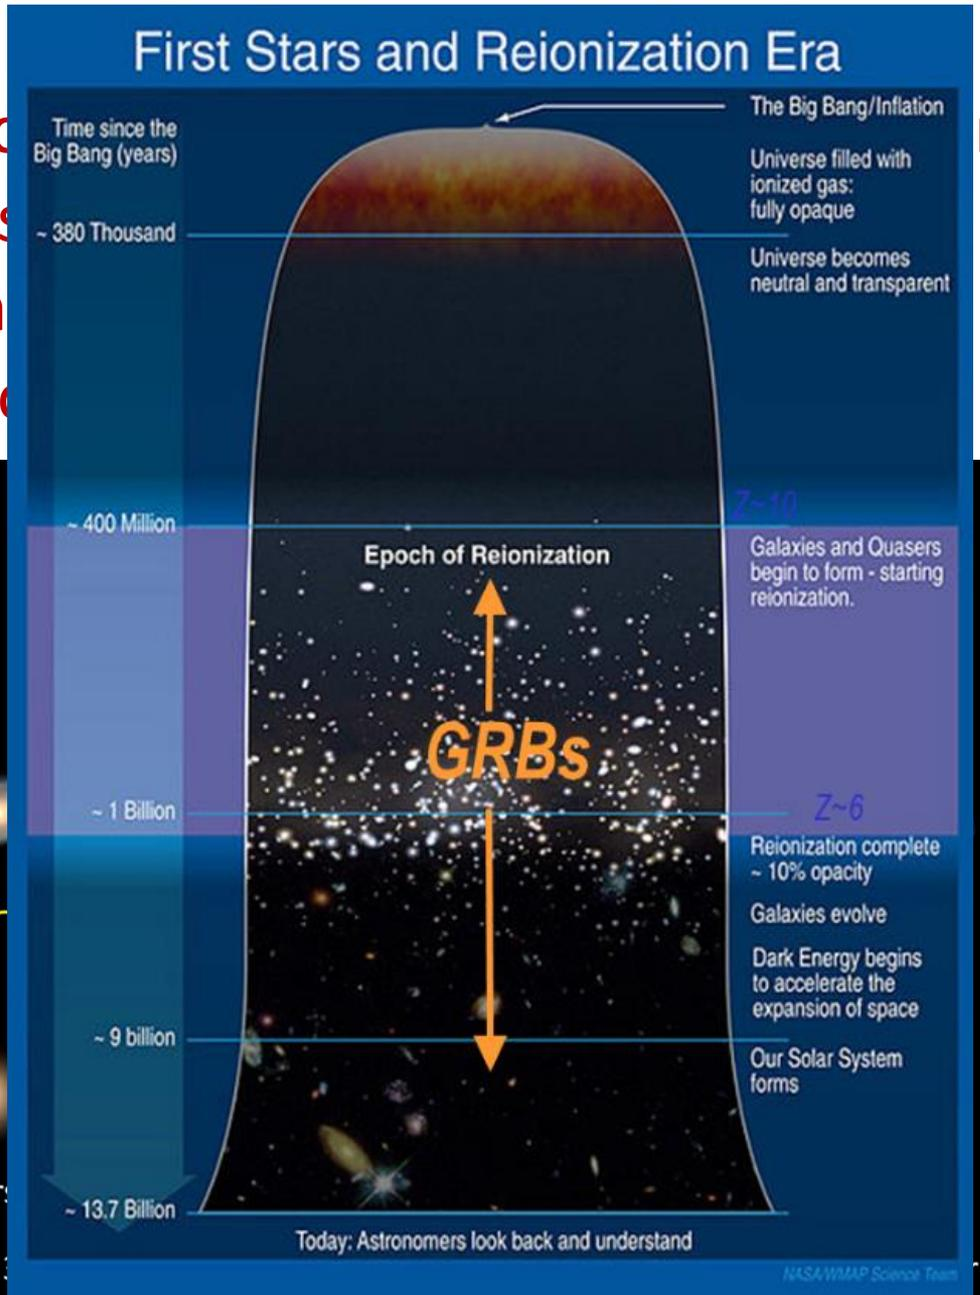 First Stars and Reionization Era
Time since the
Big Bang (years)
The Big Bang/Inflation
Universe filled with
ionized gas:
fully opaque
~ 380 Thousand
Universe becomes
neutral and transparent
Z~10
~ 400 Million
Epoch of Reionization
Galaxies and Quasers
begin to form - starting
reionization.
GRBs
~ 1 Billion
Z~6
Reionization complete
~ 10% opacity
Galaxies evolve
Dark Energy begins
to accelerate the
expansion of space
~ 9 billion
Our Solar System
forms
~ 13.7 Billion
Today: Astronomers look back and understand
NASA/WMAP Science Team